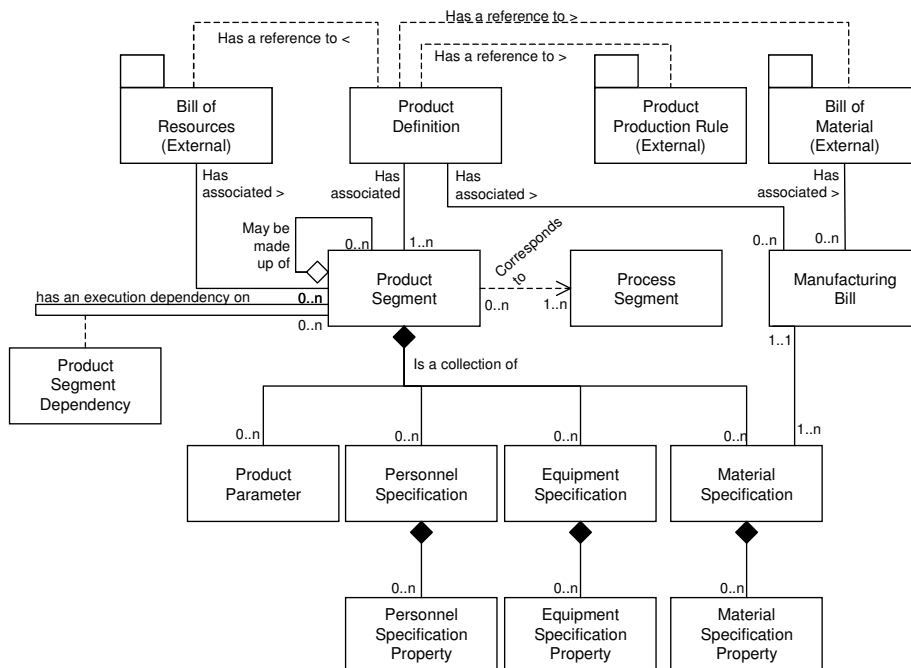 Has a reference to >
Has a reference to <
Has a reference to >
Bill of
Resources
(External)
Product
Definition
Product
Production Rule
(External)
Bill of
Material
(External)
Has
associated >
Has
associated
Has
associated >
Has
associated >
May be
made
up of
0..n
1..n
0..n
0..n
Corresponds
to
Product
Segment
Process
Segment
Manufacturing
Bill
has an execution dependency on
0..n
0..n
0..n
1..n
1..1
Product
Segment
Dependency
Is a collection of
0..n
0..n
0..n
0..n
1..n
Product
Parameter
Personnel
Specification
Equipment
Specification
Material
Specification
0..n
0..n
0..n
Personnel
Specification
Property
Equipment
Specification
Property
Material
Specification
Property